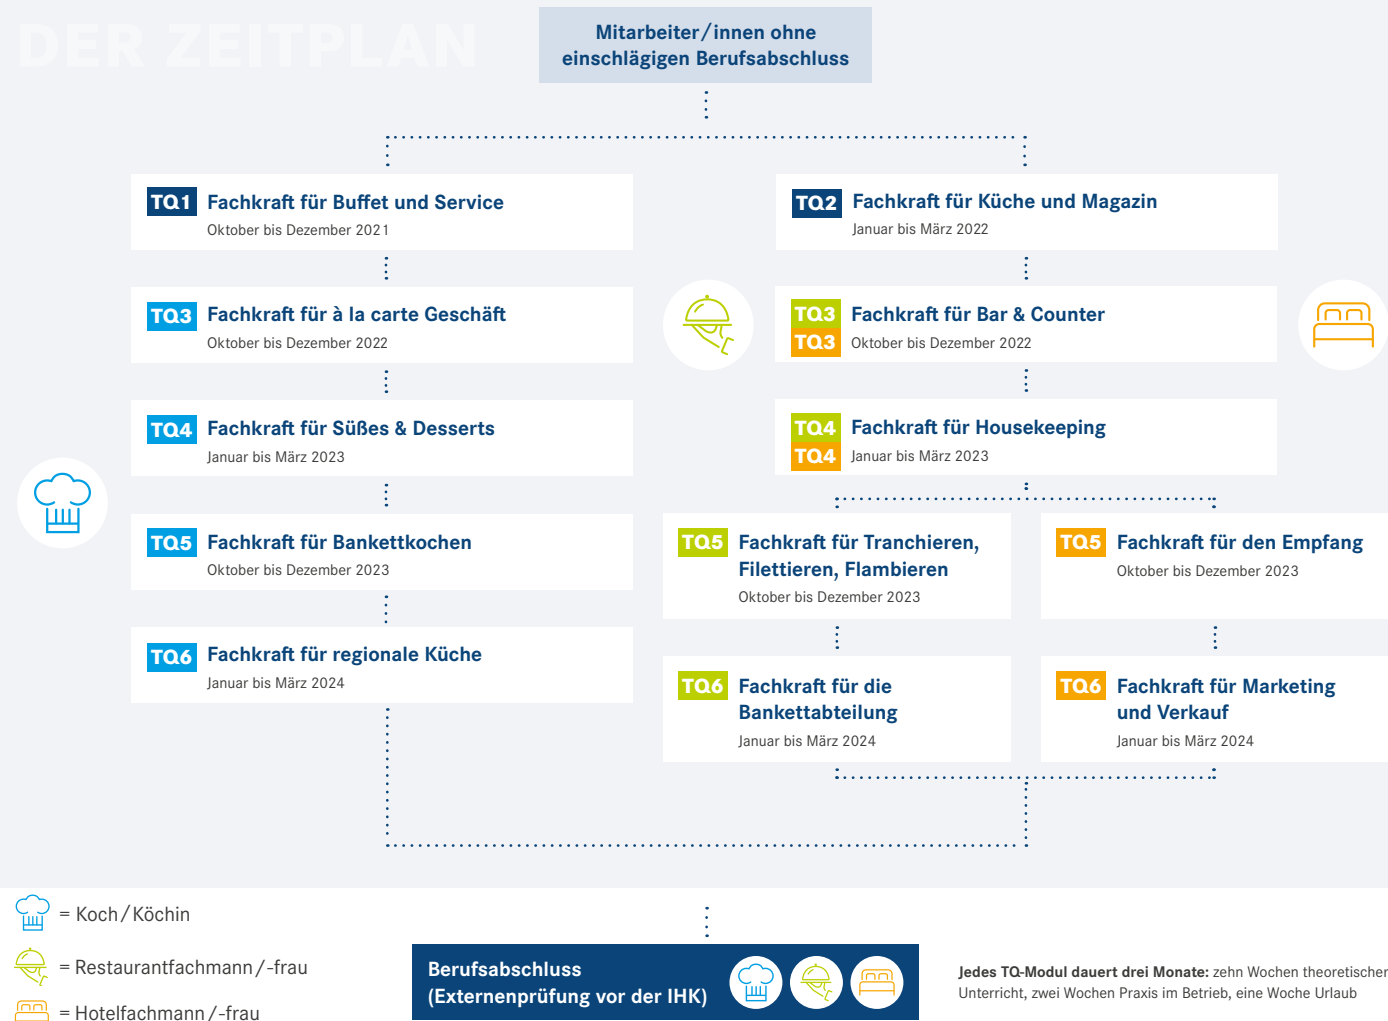 DER ZEITPLAN
Mitarbeiter/innen ohne
einschlägigen Berufsabschluss
TQ1 Fachkraft für Buffet und Service
Oktober bis Dezember 2021
TQ2 Fachkraft für Küche und Magazin
Januar bis März 2022
TQ3 Fachkraft für à la carte Geschäft
Oktober bis Dezember 2022
TQ3 Fachkraft für Bar & Counter
TQ3 Oktober bis Dezember 2022
TQ4 Fachkraft für Süßes & Desserts
Januar bis März 2023
TQ4 Fachkraft für Housekeeping
TQ4 Januar bis März 2023
TQ5 Fachkraft für Bankettkochen
Oktober bis Dezember 2023
TQ5 Fachkraft für Tranchieren,
Filettieren, Flambieren
Oktober bis Dezember 2023
TQ5 Fachkraft für den Empfang
Oktober bis Dezember 2023
TQ6 Fachkraft für regionale Küche
Januar bis März 2024
TQ6 Fachkraft für die
Bankettabteilung
Januar bis März 2024
TQ6 Fachkraft für Marketing
und Verkauf
Januar bis März 2024
= Koch/Köchin
= Restaurantfachmann/-frau
= Hotelfachmann/-frau
Berufsabschluss
(Externenprüfung vor der IHK)
Jedes TQ-Modul dauert drei Monate: zehn Wochen theoretischer
Unterricht, zwei Wochen Praxis im Betrieb, eine Woche Urlaub